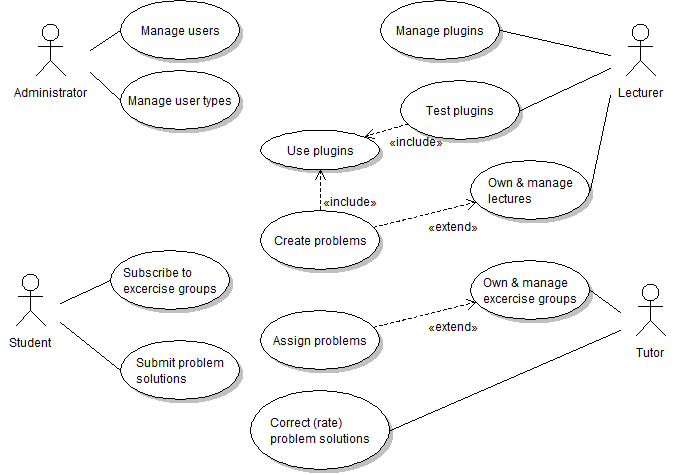 Manage users
Manage plugins
Administrator
Lecturer
Manage user types
Test plugins
«include»
Use plugins
Own & manage
lectures
«include»
«extend»
Create problems
Subscribe to
excercise groups
Own & manage
excercise groups
«extend»
Student
Assign problems
Tutor
Submit problem
solutions
Correct (rate)
problem solutions